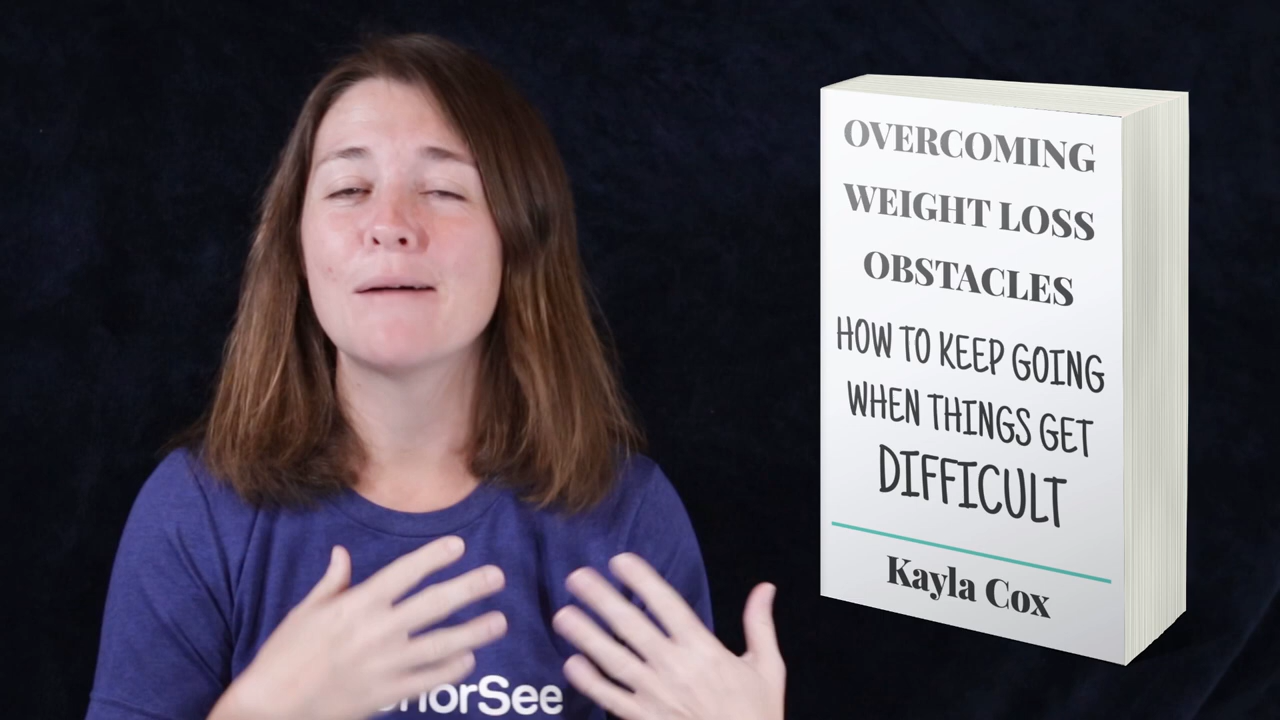 OVERCOMING
WEIGHT LOSS
OBSTACLES
HOW TO KEEP GOING
WHEN THINGS GET
DIFFICULT
Kayla Cox